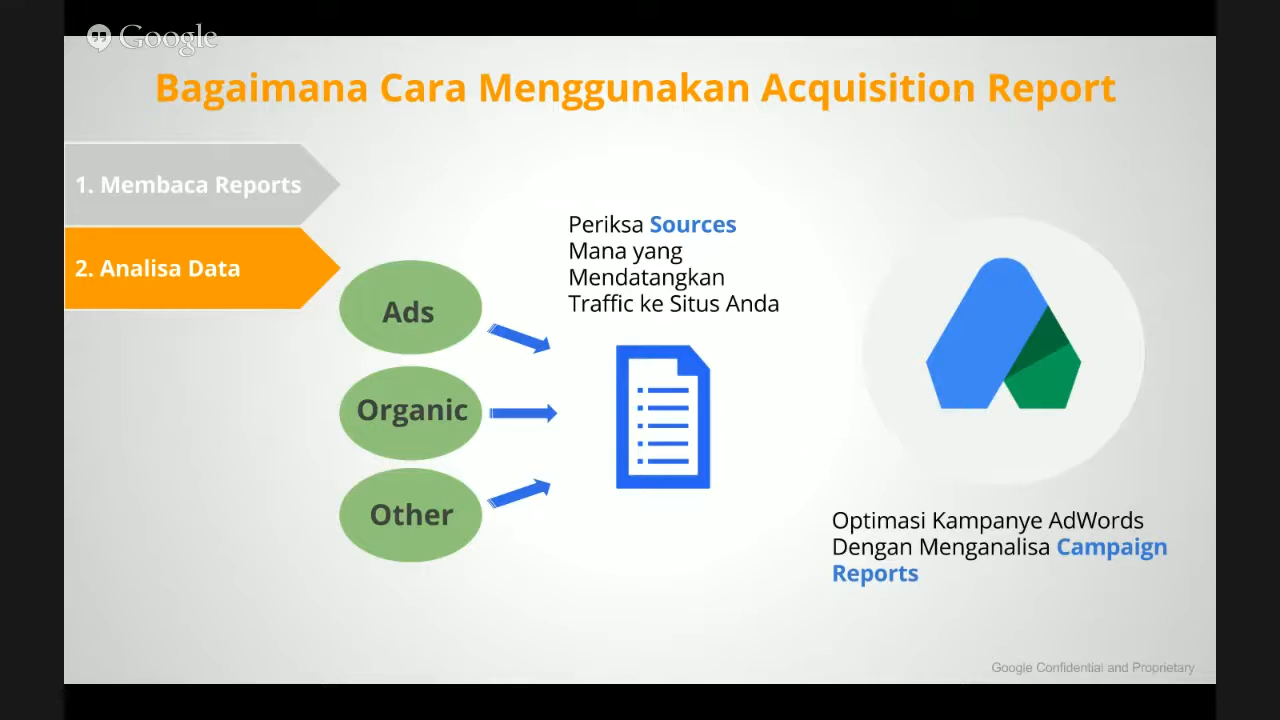 Google
Bagaimana Cara Menggunakan Acquisition Report
1. Membaca Reports
2. Analisa Data
Ads
Organic
Other
Periksa Sources
Mana yang
Mendatangkan
Traffic ke Situs Anda
Optimasi Kampanye AdWords
Dengan Menganalisa Campaign
Reports
Google Confidential and Proprietary